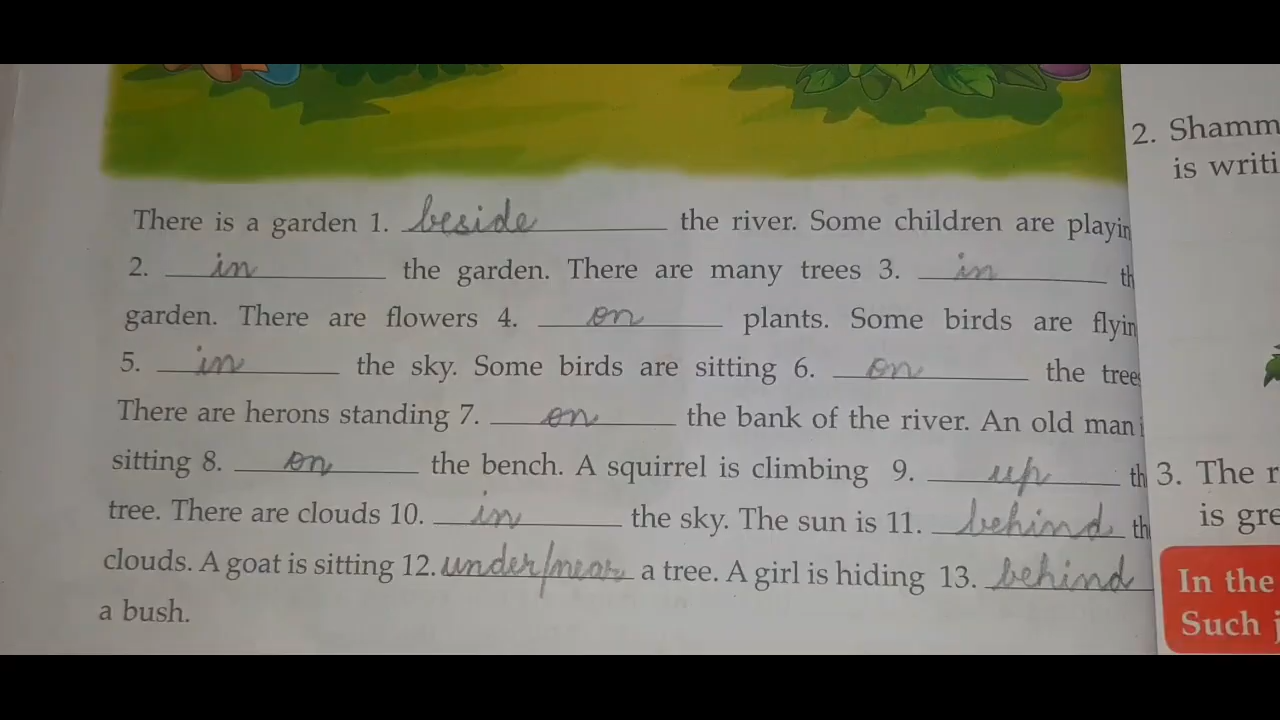 There is a garden 1. beside the river. Some children are playin
2. in the garden. There are many trees 3. in th
garden. There are flowers 4. on plants. Some birds are flyin
5. in the sky. Some birds are sitting 6. on the tree
There are herons standing 7. on the bank of the river. An old man i
sitting 8. on the bench. A squirrel is climbing 9. up th
tree. There are clouds 10. in the sky. The sun is 11. behind th
clouds. A goat is sitting 12. under/near a tree. A girl is hiding 13. behind
a bush.
2. Shamm
is writi
3. The r
is gre
In the
Such j